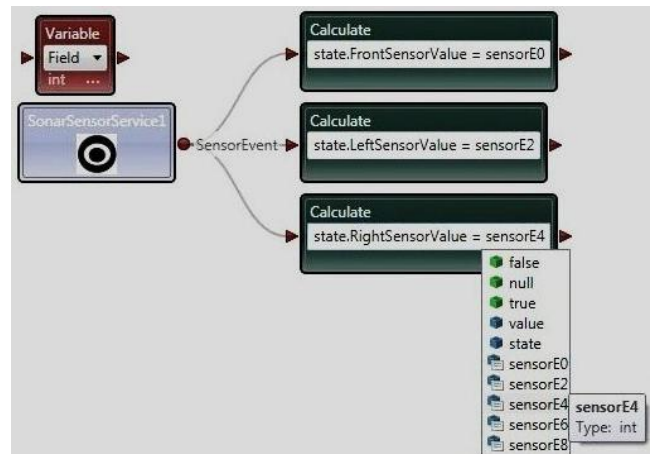 Variable
Field
int ...
SonarSensorService1
SensorEvent
Calculate
state.FrontSensorValue = sensorE0
Calculate
state.LeftSensorValue = sensorE2
Calculate
state.RightSensorValue = sensorE4
false
null
true
value
state
sensorE0
sensorE2
sensorE4
sensorE6
sensorE8
sensorE4
Type: int